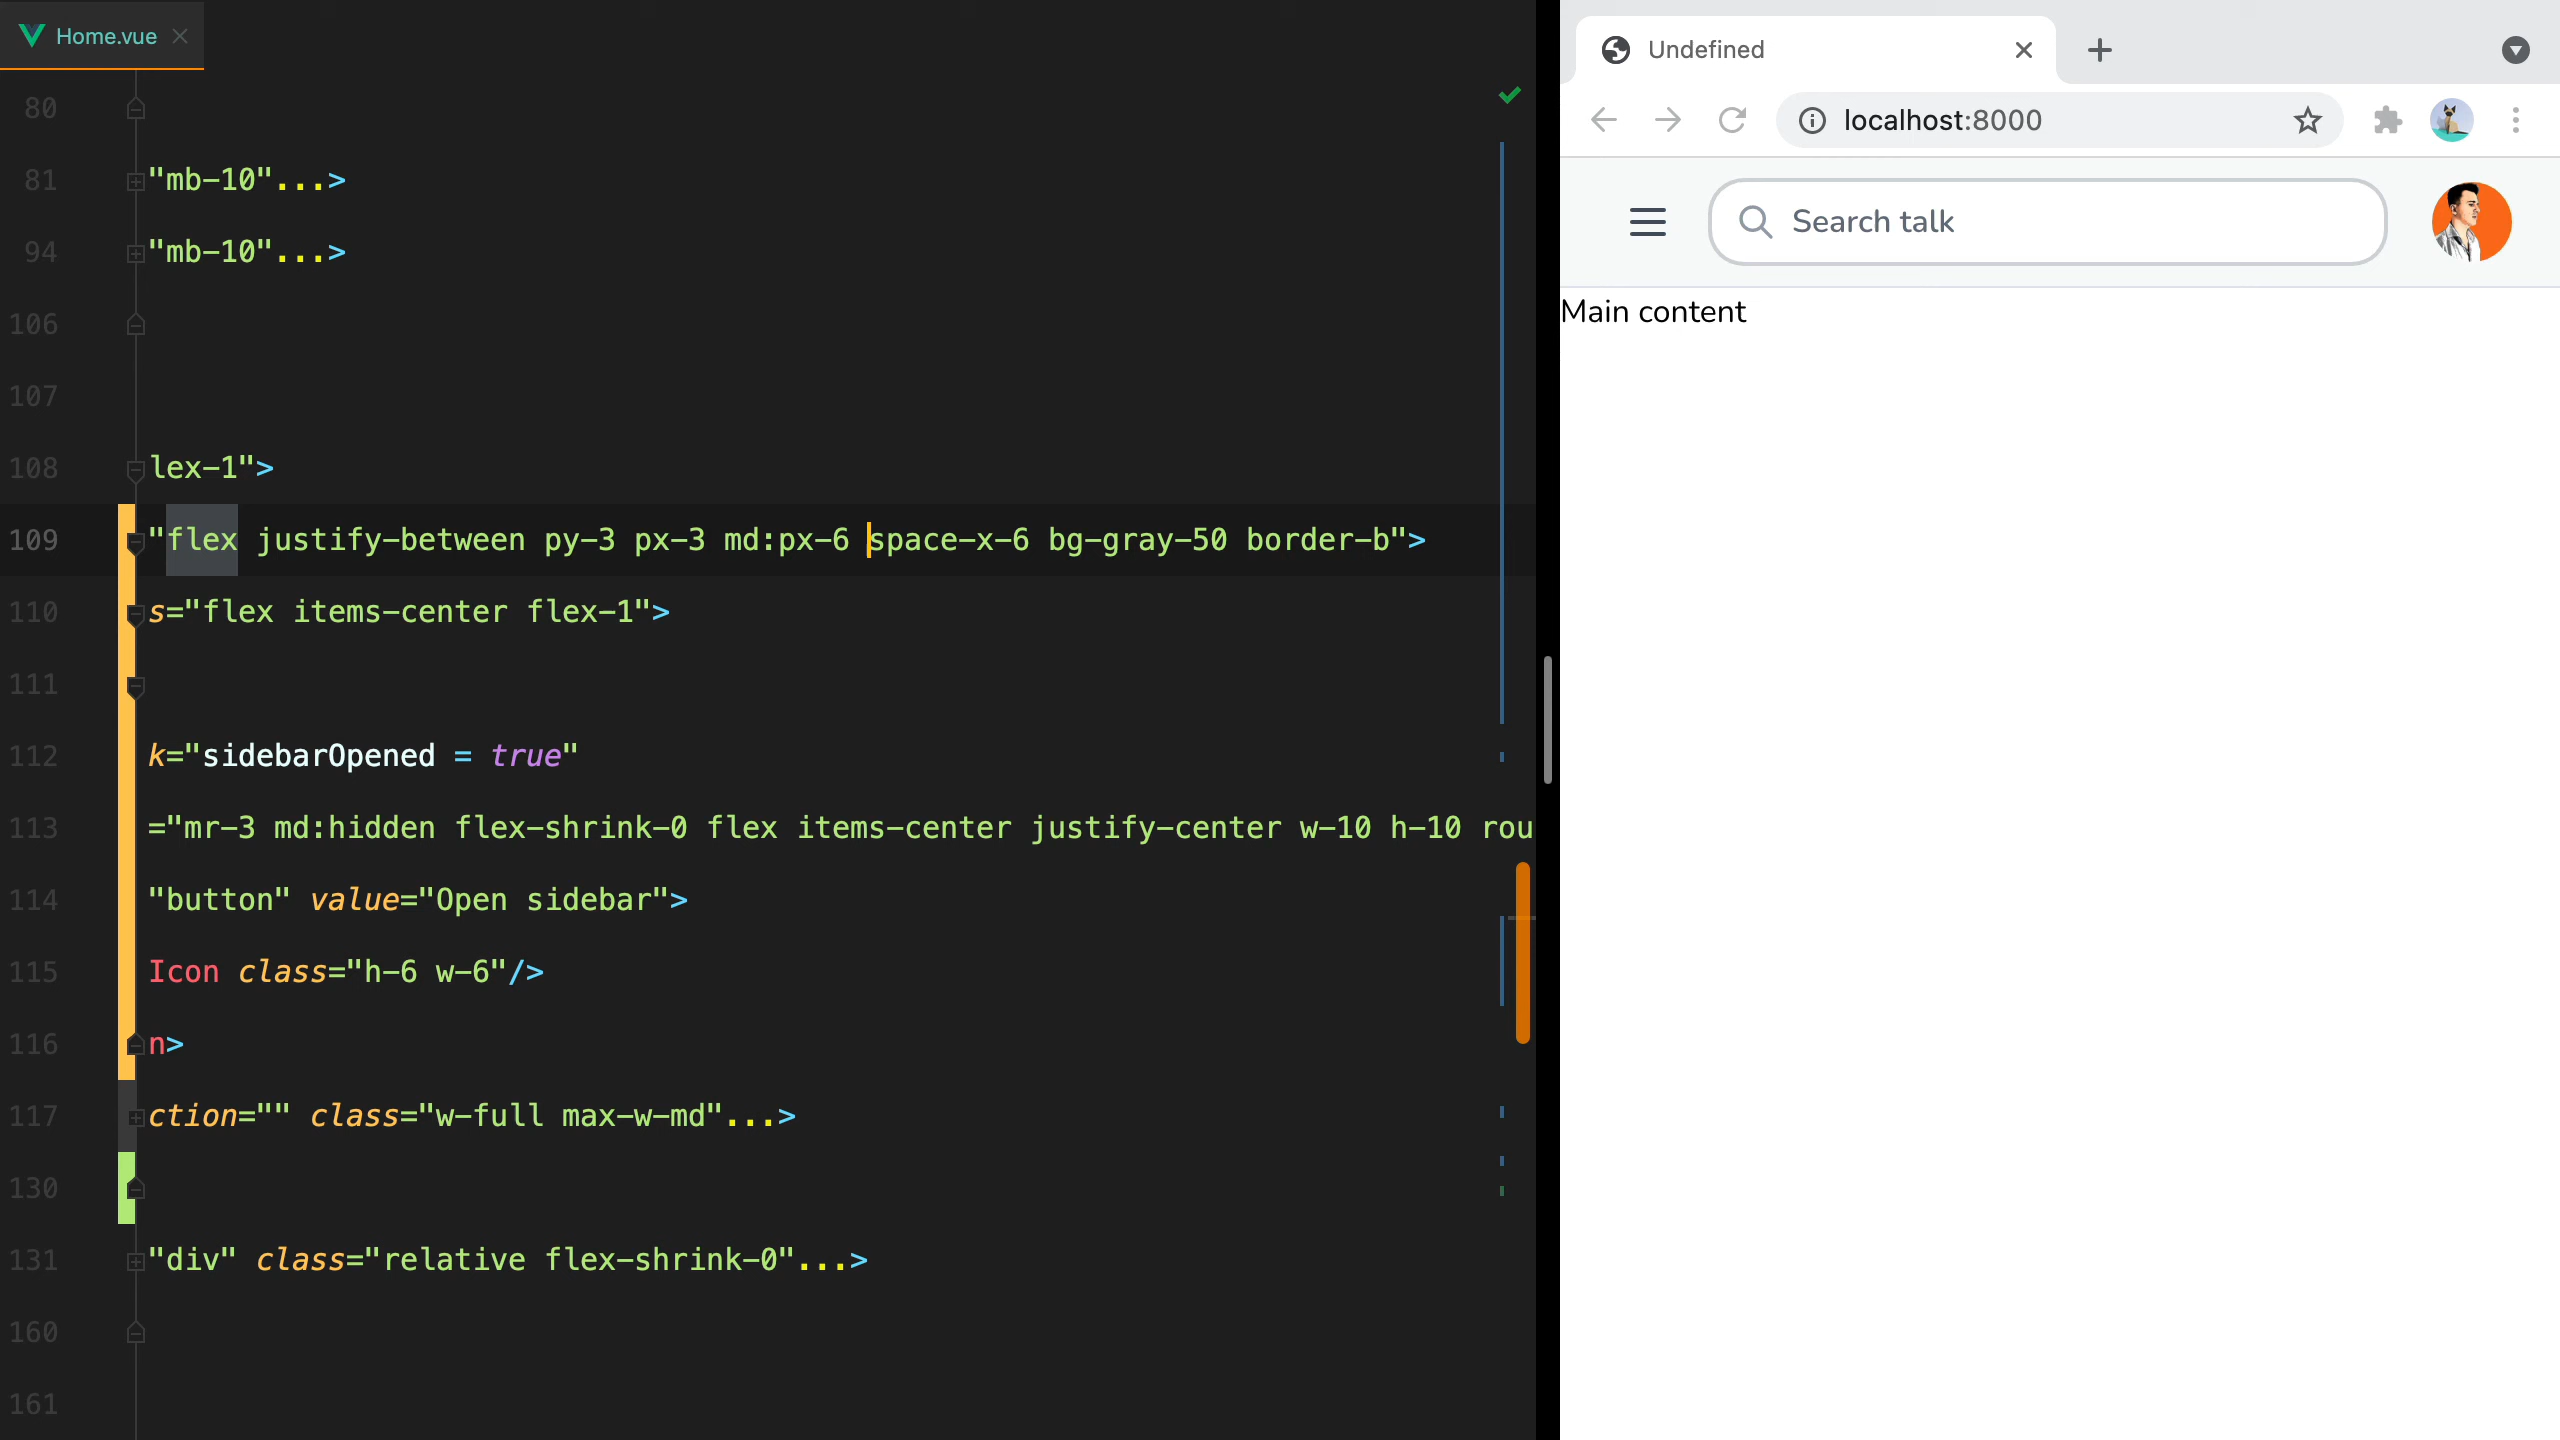 Home.vue
80
81 "mb-10"...>
94 "mb-10"...>
106
107
108 lex-1">
109 "flex justify-between py-3 px-3 md:px-6 space-x-6 bg-gray-50 border-b">
110 s="flex items-center flex-1">
111
112 k="sidebarOpened = true"
113 ="mr-3 md:hidden flex-shrink-0 flex items-center justify-center w-10 h-10 rou
114 "button" value="Open sidebar">
115 Icon class="h-6 w-6"/>
116 n>
117 ction="" class="w-full max-w-md"...>
130
131 "div" class="relative flex-shrink-0"...>
160
161
Undefined
localhost:8000
Search talk
Main content